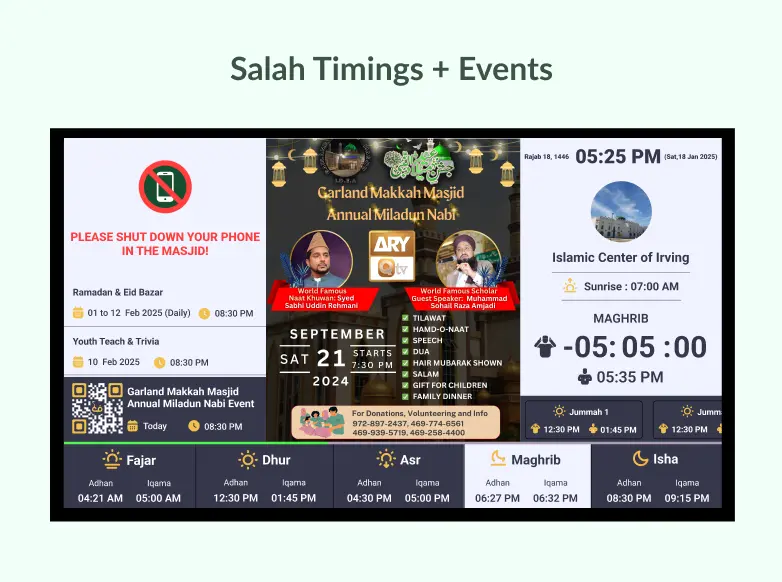 Salah Timings + Events
PLEASE SHUT DOWN YOUR PHONE
IN THE MASJID!
Ramadan & Eid Bazar
01 to 12 Feb 2025 (Daily) 08:30 PM
Youth Teach & Trivia
10 Feb 2025 08:30 PM
Garland Makkah Masjid
Annual Miladun Nabi Event
Today 08:30 PM
Garland Makkah Masjid
Annual Miladun Nabi
ARY
Qtv
World Famous
Naat Khuwan: Syed
Sabhi Uddin Rehmani
World Famous Scholar
Guest Speaker: Muhammad
Sohail Raza Amjadi
SEPTEMBER
SAT 21 STARTS
7:30 PM
2024
TILAWAT
HAMD-O-NAAT
SPEECH
DUA
HAIR MUBARAK SHOWN
SALAM
GIFT FOR CHILDREN
FAMILY DINNER
For Donations, Volunteering and Info
972-897-2437, 469-774-6561
469-939-5719, 469-258-4400
Rajab 18, 1446 05:25 PM (Sat,18 Jan 2025)
Islamic Center of Irving
Sunrise : 07:00 AM
MAGHRIB
-05: 05 :00
05:35 PM
Jummah 1
12:30 PM 01:45 PM
Jumm
12:30 PM
Fajar
Adhan Iqama
04:21 AM 05:00 AM
Dhur
Adhan Iqama
12:30 PM 01:45 PM
Asr
Adhan Iqama
04:30 PM 05:00 PM
Maghrib
Adhan Iqama
06:27 PM 06:32 PM
Isha
Adhan Iqama
08:30 PM 09:15 PM